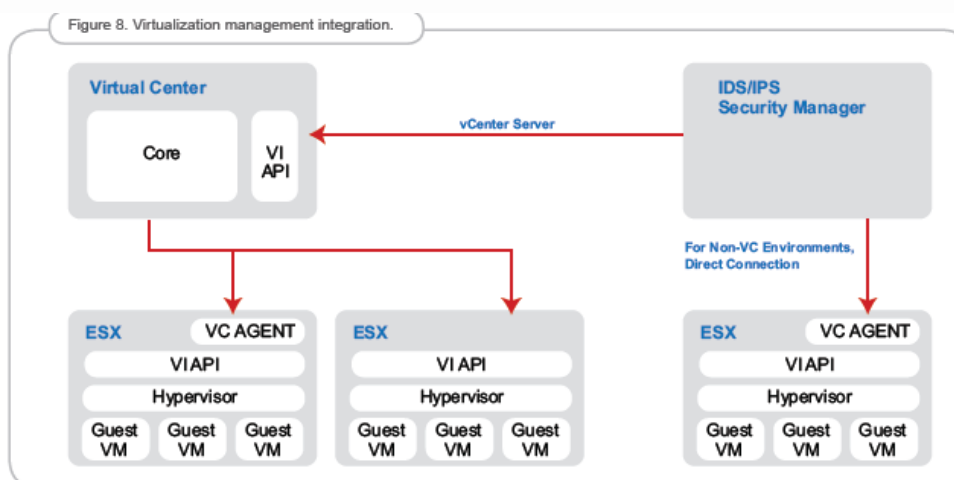 Figure 8. Virtualization management integration.
Virtual Center
Core
VI
API
vCenter Server
IDS/IPS
Security Manager
For Non-VC Environments,
Direct Connection
ESX
VC AGENT
VI API
Hypervisor
Guest
VM
Guest
VM
Guest
VM
ESX
VI API
Hypervisor
Guest
VM
Guest
VM
Guest
VM
ESX
VC AGENT
VI API
Hypervisor
Guest
VM
Guest
VM
Guest
VM